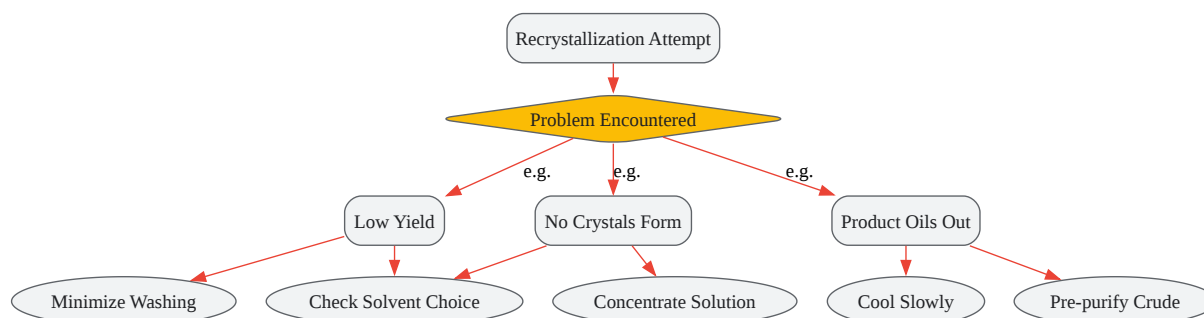 Recrystallization Attempt
Problem Encountered
e.g.
e.g.
e.g.
Low Yield
No Crystals Form
Product Oils Out
Minimize Washing
Check Solvent Choice
Concentrate Solution
Cool Slowly
Pre-purify Crude